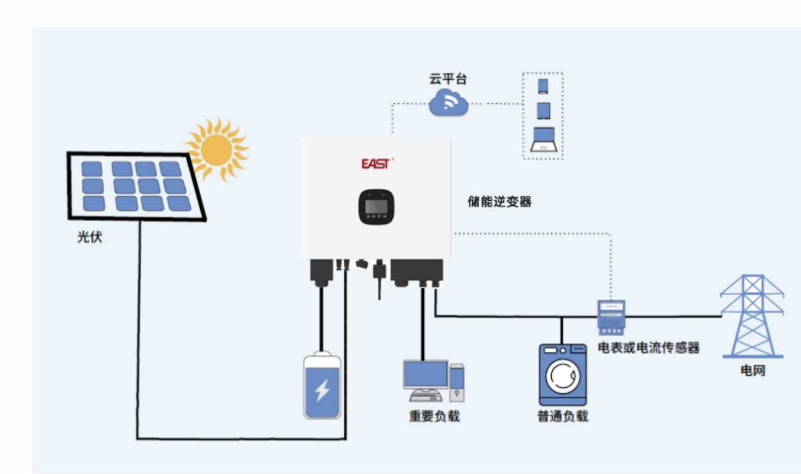 云平台
EAST
储能逆变器
光伏
电表或电流传感器
电网
重要负载
普通负载